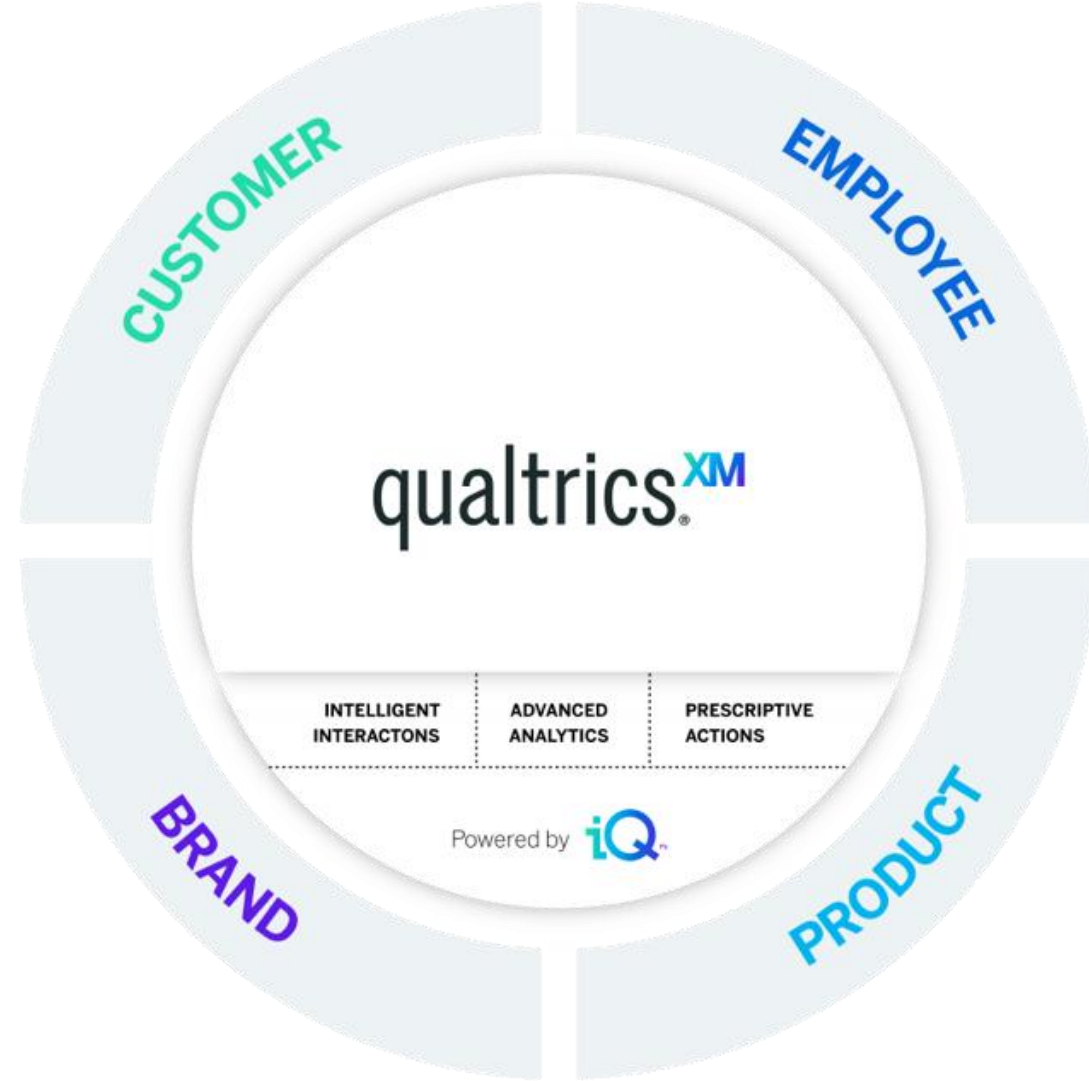 CUSTOMER
EMPLOYEE
qualtrics.XM®
INTELLIGENT
INTERACTONS
ADVANCED
ANALYTICS
PRESCRIPTIVE
ACTIONS
Powered by iQ
BRAND
PRODUCT